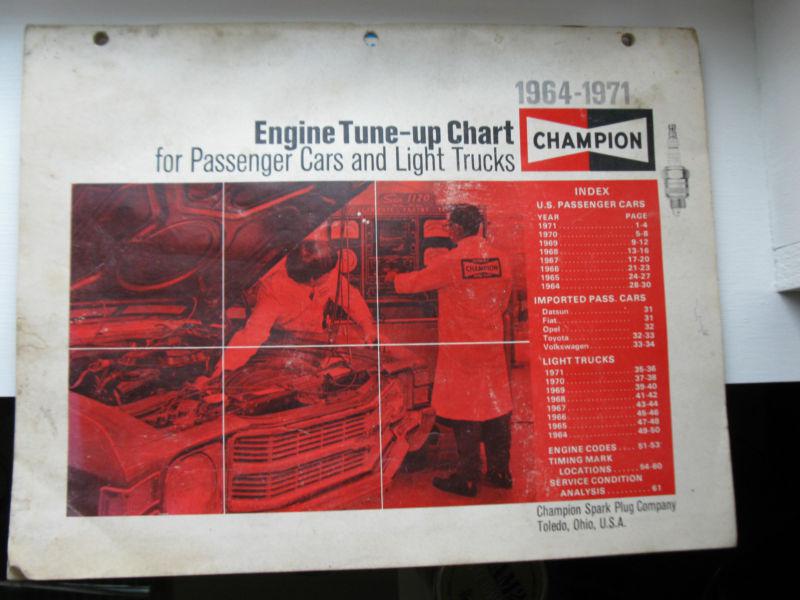 1964-1971
Engine Tune-up Chart
for Passenger Cars and Light Trucks
CHAMPION
Sun 1120
CHAMPION
INDEX
U.S. PASSENGER CARS
YEAR PAGE
1971 1-4
1970 5-8
1969 9-12
1968 13-16
1967 17-20
1966 21-23
1965 24-27
1964 28-30
IMPORTED PASS. CARS
Datsun 31
Fiat 31
Opel 32
Toyota 32-33
Volkswagen 33-34
LIGHT TRUCKS
1971 35-36
1970 37-38
1969 39-40
1968 41-42
1967 43-44
1966 45-46
1965 47-48
1964 49-50
ENGINE CODES .... 51-53
TIMING MARK
LOCATIONS ...... 54-60
SERVICE CONDITION
ANALYSIS .......... 61
Champion Spark Plug Company
Toledo, Ohio, U.S.A.